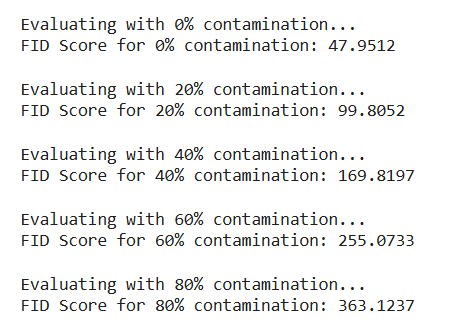 Evaluating with 0% contamination...
FID Score for 0% contamination: 47.9512
Evaluating with 20% contamination...
FID Score for 20% contamination: 99.8052
Evaluating with 40% contamination...
FID Score for 40% contamination: 169.8197
Evaluating with 60% contamination...
FID Score for 60% contamination: 255.0733
Evaluating with 80% contamination...
FID Score for 80% contamination: 363.1237